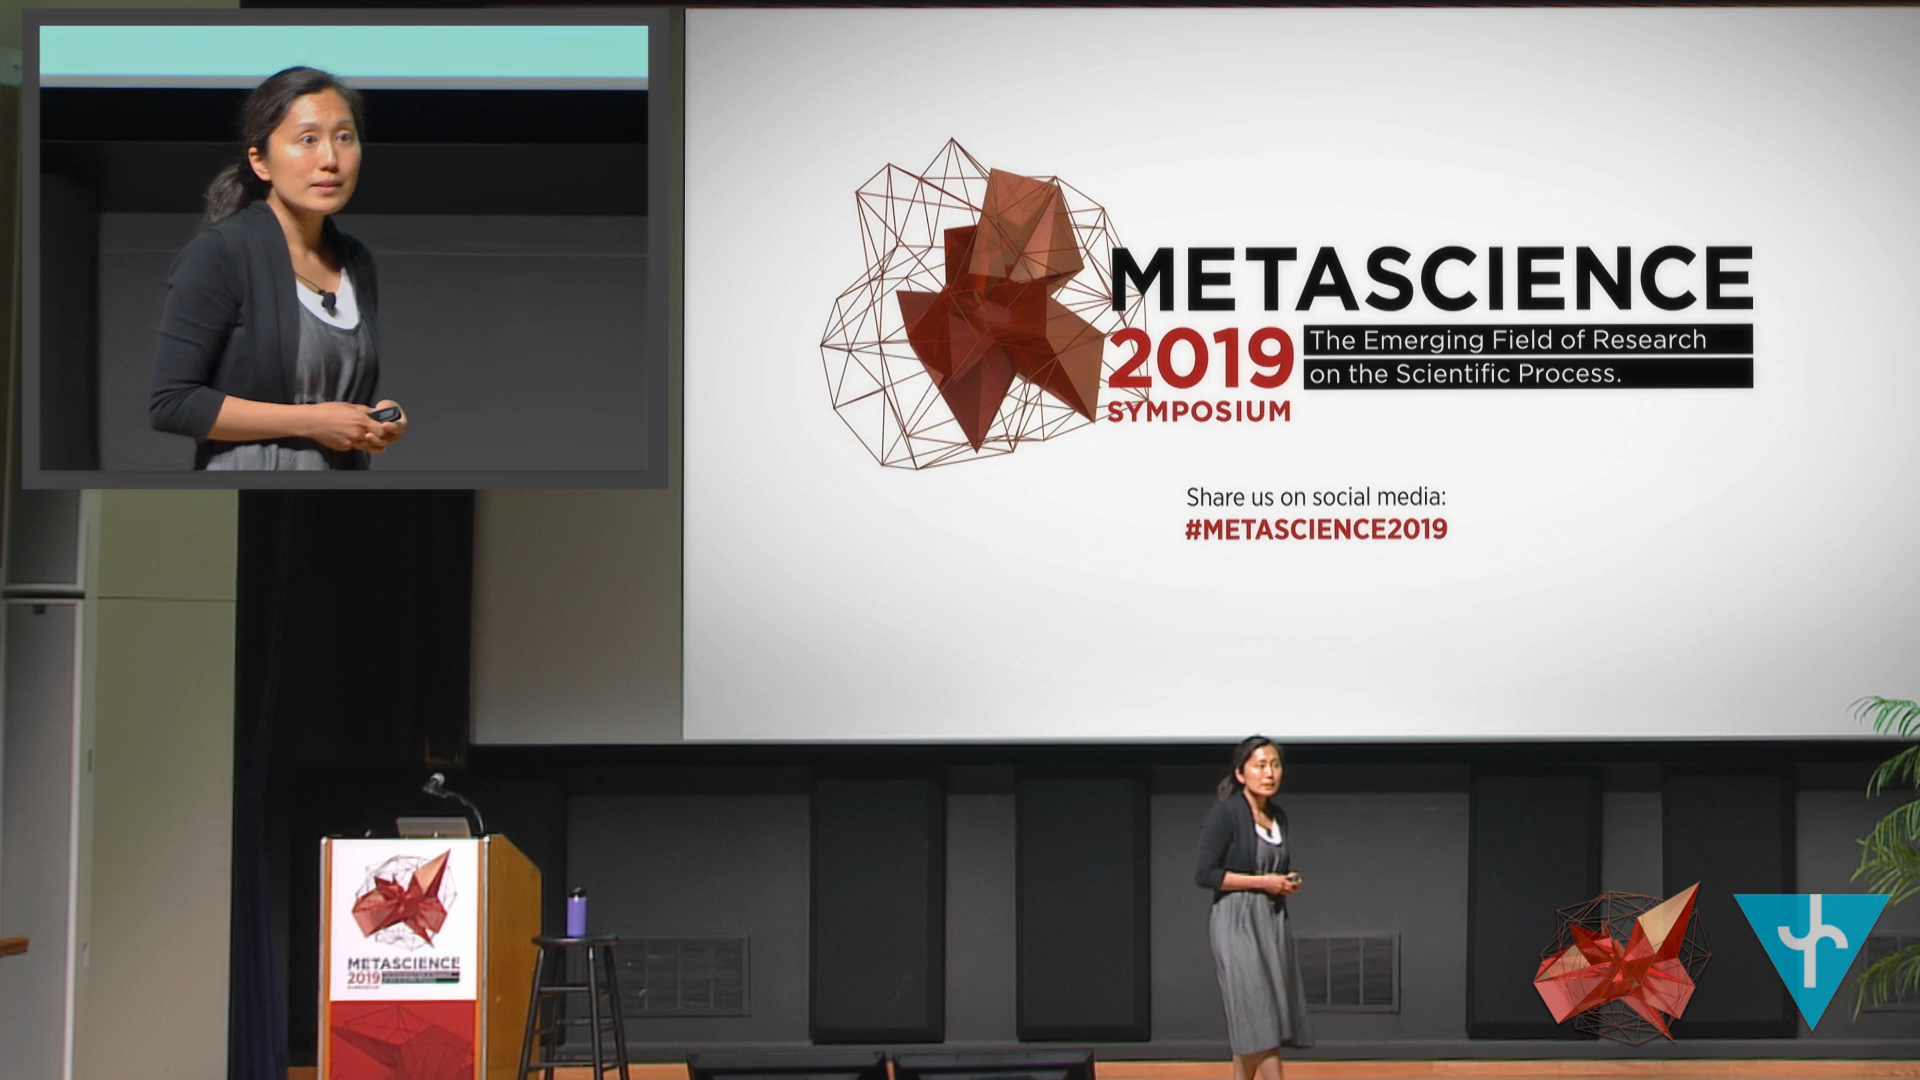 METASCIENCE
2019 The Emerging Field of Research
on the Scientific Process.
SYMPOSIUM
Share us on social media:
#METASCIENCE2019
METASCIENCE
2019
SYMPOSIUM